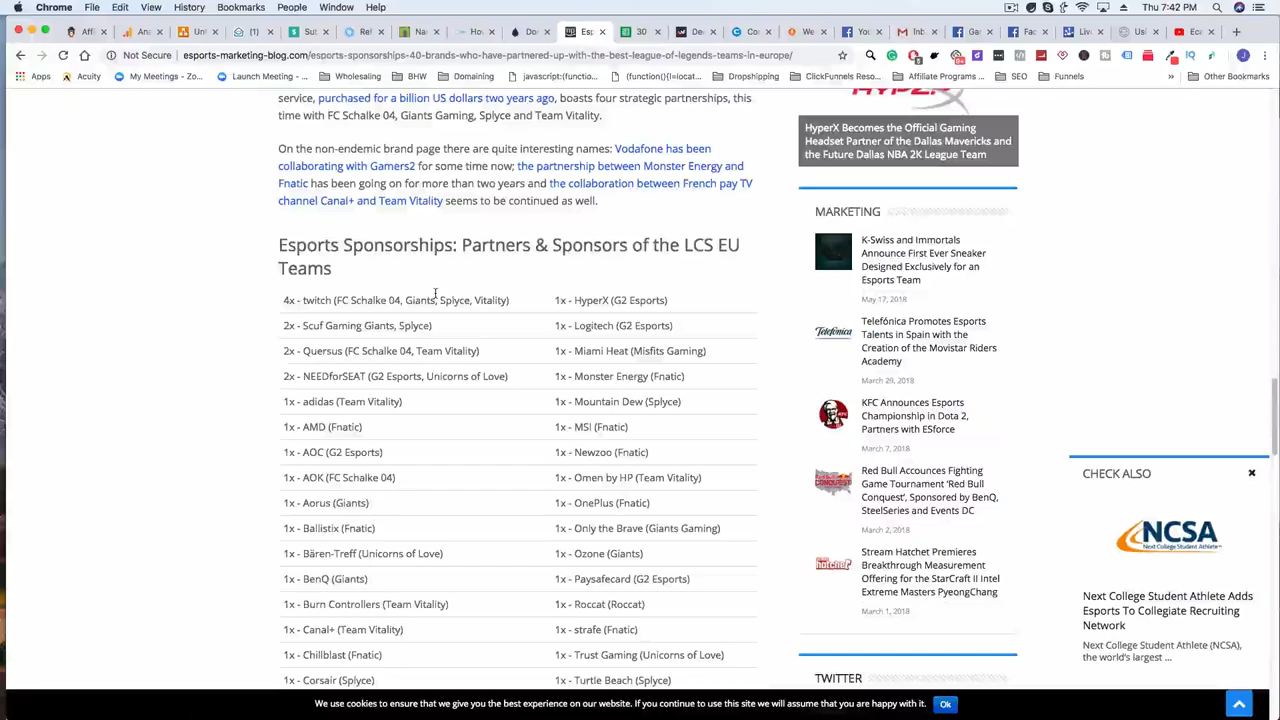 Chrome File Edit View History Bookmarks People Window Help Thu 7:42 PM
Affi Ana Unt Sut Rel Ho Do Esp 30 De Co We You Inb Gar Fac Live Usi Eco
Not Secure esports-marketing-blog.com/esports-sponsorships-40-brands-who-have-partnered-up-with-the-best-league-of-legends-teams-in-europe/
Apps Acuity My Meetings - Zo... Launch Meeting - ... Wholesaling BHW Domaining javascript:(functio... (function(){l=locat... Dropshipping ClickFunnels Reso... Affiliate Programs ... SEO Funnels » Other Bookmarks
service, purchased for a billion US dollars two years ago, boasts four strategic partnerships, this
time with FC Schalke 04, Giants Gaming, Splyce and Team Vitality.
On the non-endemic brand page there are quite interesting names: Vodafone has been
collaborating with Gamers2 for some time now; the partnership between Monster Energy and
Fnatic has been going on for more than two years and the collaboration between French pay TV
channel Canal+ and Team Vitality seems to be continued as well.
Esports Sponsorships: Partners & Sponsors of the LCS EU
Teams
4x - twitch (FC Schalke 04, Giants, Splyce, Vitality) 1x - HyperX (G2 Esports)
2x - Scuf Gaming Giants, Splyce) 1x - Logitech (G2 Esports)
2x - Quersus (FC Schalke 04, Team Vitality) 1x - Miami Heat (Misfits Gaming)
2x - NEEDforSEAT (G2 Esports, Unicorns of Love) 1x - Monster Energy (Fnatic)
1x - adidas (Team Vitality) 1x - Mountain Dew (Splyce)
1x - AMD (Fnatic) 1x - MSI (Fnatic)
1x - AOC (G2 Esports) 1x - Newzoo (Fnatic)
1x - AOK (FC Schalke 04) 1x - Omen by HP (Team Vitality)
1x - Aorus (Giants) 1x - OnePlus (Fnatic)
1x - Ballistix (Fnatic) 1x - Only the Brave (Giants Gaming)
1x - Bären-Treff (Unicorns of Love) 1x - Ozone (Giants)
1x - BenQ (Giants) 1x - Paysafecard (G2 Esports)
1x - Burn Controllers (Team Vitality) 1x - Roccat (Roccat)
1x - Canal+ (Team Vitality) 1x - strafe (Fnatic)
1x - Chillblast (Fnatic) 1x - Trust Gaming (Unicorns of Love)
1x - Corsair (Splyce) 1x - Turtle Beach (Splyce)
HYPERX
HyperX Becomes the Official Gaming
Headset Partner of the Dallas Mavericks and
the Future Dallas NBA 2K League Team
MARKETING
K-Swiss and Immortals
Announce First Ever Sneaker
Designed Exclusively for an
Esports Team
May 17, 2018
Telefónica
Telefónica Promotes Esports
Talents in Spain with the
Creation of the Movistar Riders
Academy
March 29, 2018
KFC Announces Esports
Championship in Dota 2,
Partners with ESforce
March 7, 2018
Red Bull Accounces Fighting
Game Tournament 'Red Bull
Conquest', Sponsored by BenQ,
SteelSeries and Events DC
March 2, 2018
Stream Hatchet Premieres
Breakthrough Measurement
Offering for the StarCraft II Intel
Extreme Masters PyeongChang
March 1, 2018
TWITTER
CHECK ALSO
NCSA
Next College Student Athlete
Next College Student Athlete Adds
Esports To Collegiate Recruiting
Network
Next College Student Athlete (NCSA),
the world's largest ...
We use cookies to ensure that we give you the best experience on our website. If you continue to use this site we will assume that you are happy with it. Ok